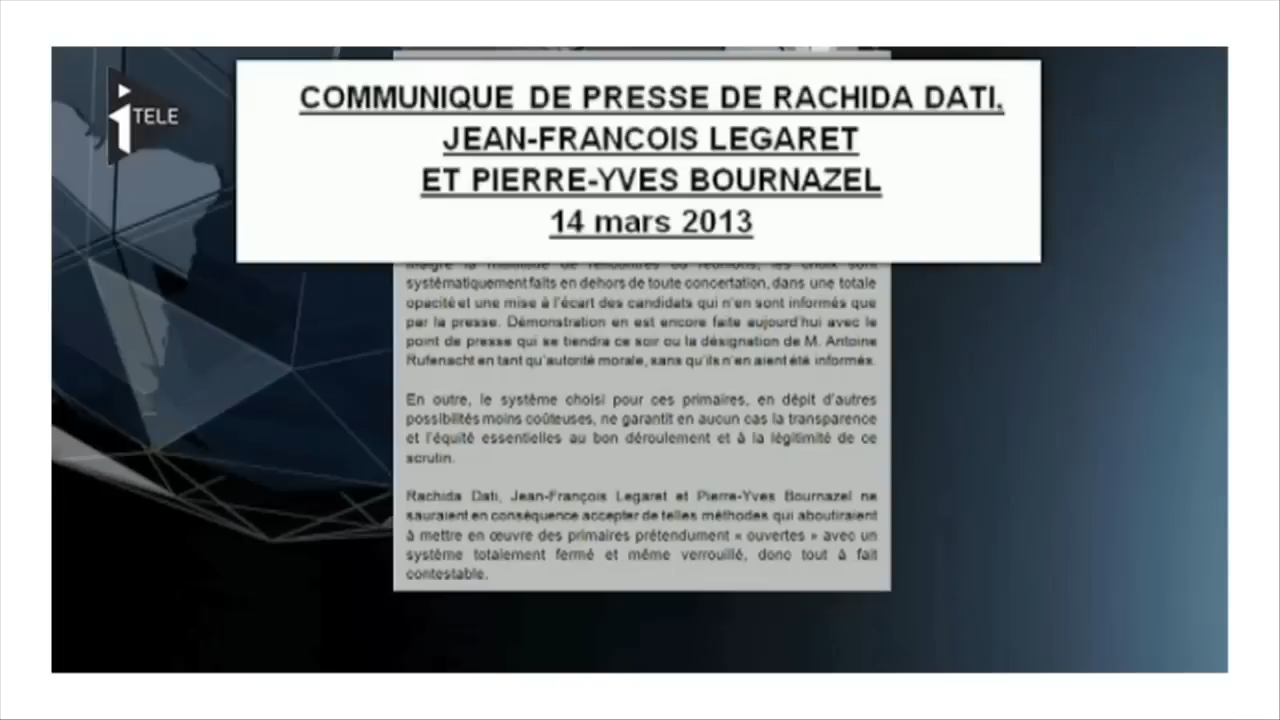 TELE
COMMUNIQUE DE PRESSE DE RACHIDA DATI,
JEAN-FRANCOIS LEGARET
ET PIERRE-YVES BOURNAZEL
14 mars 2013
systématiquement faits en dehors de toute concertation, dans une totale
opacité et une mise à l'écart des candidats qui n'en sont informés que
par la presse. Démonstration en est encore faite aujourd'hui avec le
point de presse qui se tiendra ce soir ou la désignation de M. Antoine
Rufenacht en tant qu'autorité morale, sans qu'ils n'en aient été informés.
En outre, le système choisi pour ces primaires, en dépit d'autres
possibilités moins coûteuses, ne garantit en aucun cas la transparence
et l'équité essentielles au bon déroulement et à la légitimité de ce
scrutin.
Rachida Dati, Jean-François Legaret et Pierre-Yves Bournazel ne
sauraient en conséquence accepter de telles méthodes qui aboutiraient
à mettre en œuvre des primaires prétendument « ouvertes » avec un
système totalement fermé et même verrouillé, donc tout à fait
contestable.